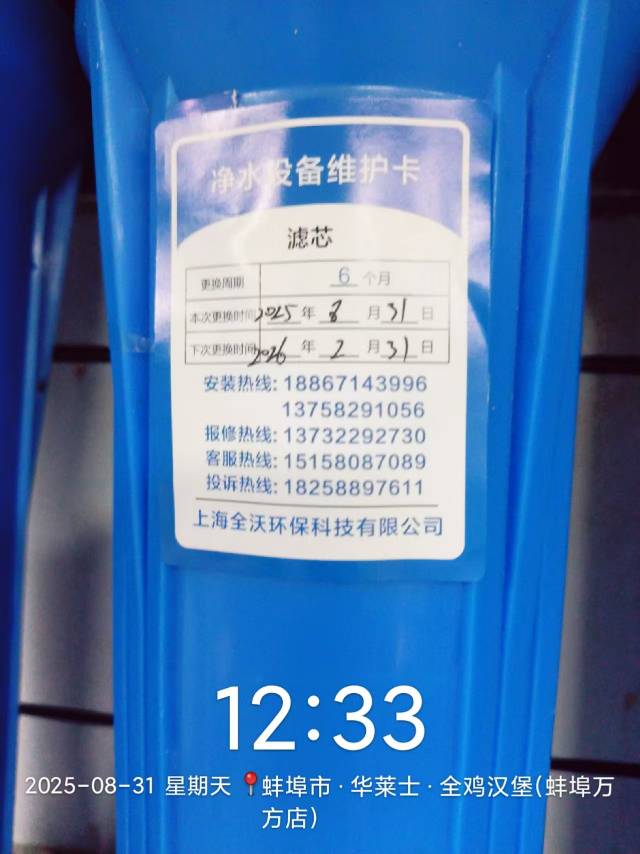 净水设备维护卡
滤芯
更换周期 6 个月
本次更换时间 2025 年 8 月 31 日
下次更换时间 2026 年 2 月 31 日
安装热线: 18867143996
13758291056
报修热线: 13732292730
客服热线: 15158087089
投诉热线: 18258897611
上海全沃环保科技有限公司
12:33
2025-08-31 星期天 📍蚌埠市·华莱士·全鸡汉堡(蚌埠万
方店)